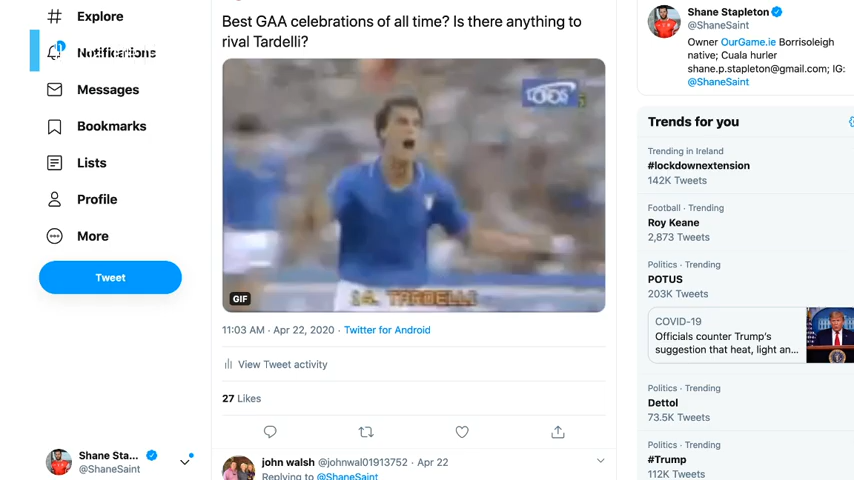 Explore
Notifications
Messages
Bookmarks
Lists
Profile
More
Tweet
Shane Sta...
@ShaneSaint
Best GAA celebrations of all time? Is there anything to
rival Tardelli?
14. TARDELLI
GIF
11:03 AM · Apr 22, 2020 · Twitter for Android
View Tweet activity
27 Likes
john walsh @johnwal01913752 · Apr 22
Replying to @ShaneSaint
Shane Stapleton
@ShaneSaint
Owner OurGame.ie Borrisoleigh
native; Cuala hurler
shane.p.stapleton@gmail.com; IG:
@ShaneSaint
Trends for you
Trending in Ireland
#lockdownextension
142K Tweets
Football · Trending
Roy Keane
2,873 Tweets
Politics · Trending
POTUS
203K Tweets
COVID-19
Officials counter Trump's
suggestion that heat, light an...
Politics · Trending
Dettol
73.5K Tweets
Politics · Trending
#Trump
112K Tweets